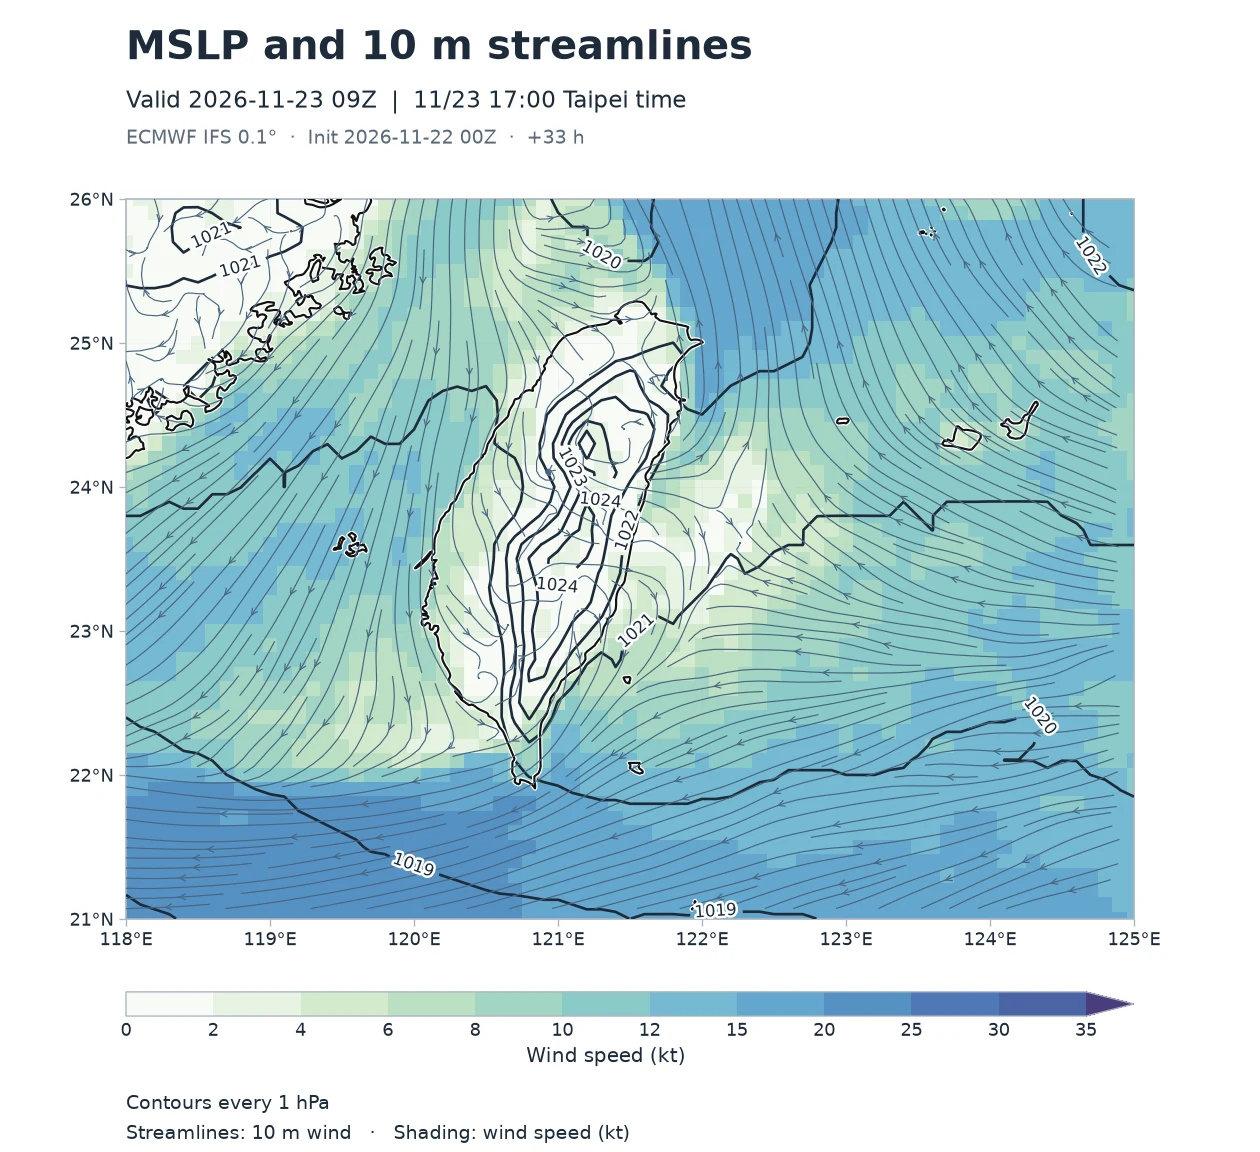 MSLP and 10 m streamlines
Valid 2026-11-23 09Z | 11/23 17:00 Taipei time
ECMWF IFS 0.1° · Init 2026-11-22 00Z · +33 h
26°N
25°N
24°N
23°N
22°N
21°N
1021
1021
1020
1022
1023
1024
1022
1024
1021
1020
1019
1019
118°E 119°E 120°E 121°E 122°E 123°E 124°E 125°E
0 2 4 6 8 10 12 15 20 25 30 35
Wind speed (kt)
Contours every 1 hPa
Streamlines: 10 m wind · Shading: wind speed (kt)